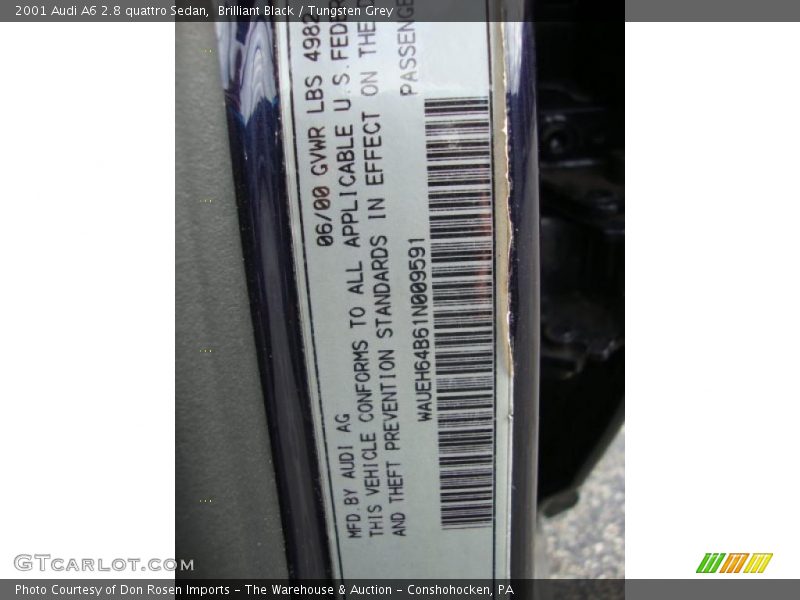 2001 Audi A6 2.8 quattro Sedan, Brilliant Black / Tungsten Grey
MFD. BY AUDI AG 06/00 GVWR LBS 4982
THIS VEHICLE CONFORMS TO ALL APPLICABLE U.S. FEDER
AND THEFT PREVENTION STANDARDS IN EFFECT ON THE
WAUEH64B61N009591 PASSENGE
GTCarLot.com
Photo Courtesy of Don Rosen Imports – The Warehouse & Auction – Conshohocken, PA